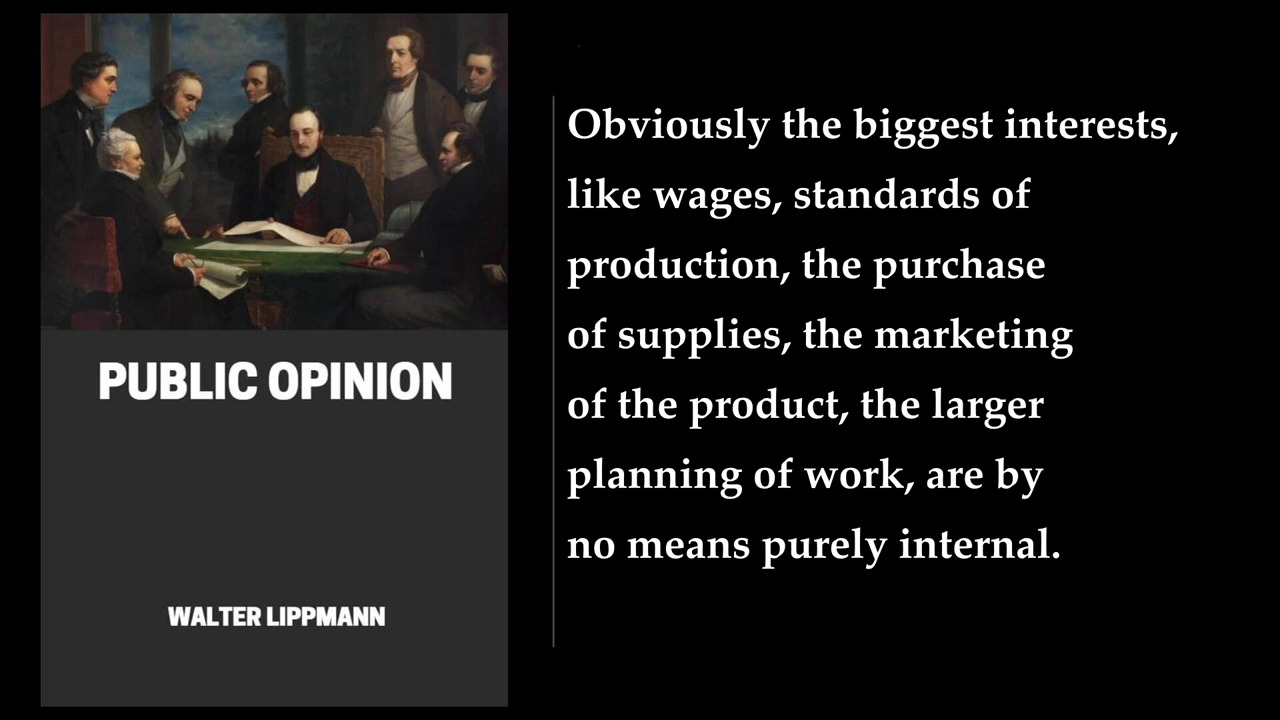 PUBLIC OPINION
WALTER LIPPMANN
Obviously the biggest interests,
like wages, standards of
production, the purchase
of supplies, the marketing
of the product, the larger
planning of work, are by
no means purely internal.